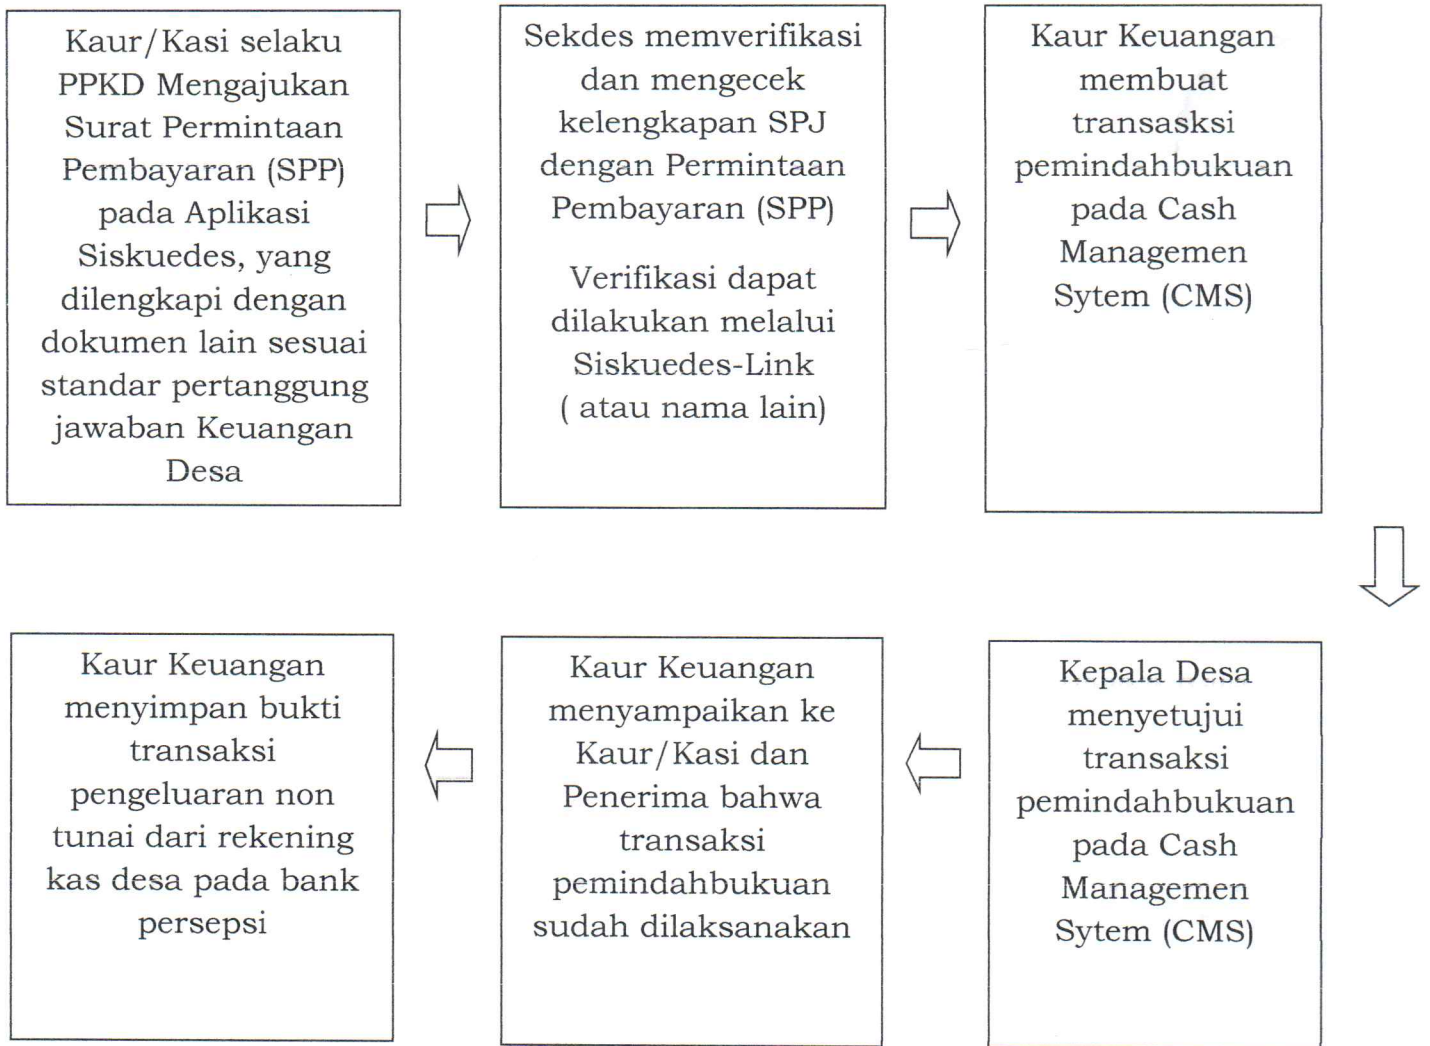 Kaur/Kasi selaku
PPKD Mengajukan
Surat Permintaan
Pembayaran (SPP)
pada Aplikasi
Siskuedes, yang
dilengkapi dengan
dokumen lain sesuai
standar pertanggung
jawaban Keuangan
Desa
Sekdes memverifikasi
dan mengecek
kelengkapan SPJ
dengan Permintaan
Pembayaran (SPP)
Verifikasi dapat
dilakukan melalui
Siskuedes-Link
( atau nama lain)
Kaur Keuangan
membuat
transasksi
pemindahbukuan
pada Cash
Managemen
Sytem (CMS)
Kepala Desa
menyetujui
transaksi
pemindahbukuan
pada Cash
Managemen
Sytem (CMS)
Kaur Keuangan
menyampaikan ke
Kaur/Kasi dan
Penerima bahwa
transaksi
pemindahbukuan
sudah dilaksanakan
Kaur Keuangan
menyimpan bukti
transaksi
pengeluaran non
tunai dari rekening
kas desa pada bank
persepsi